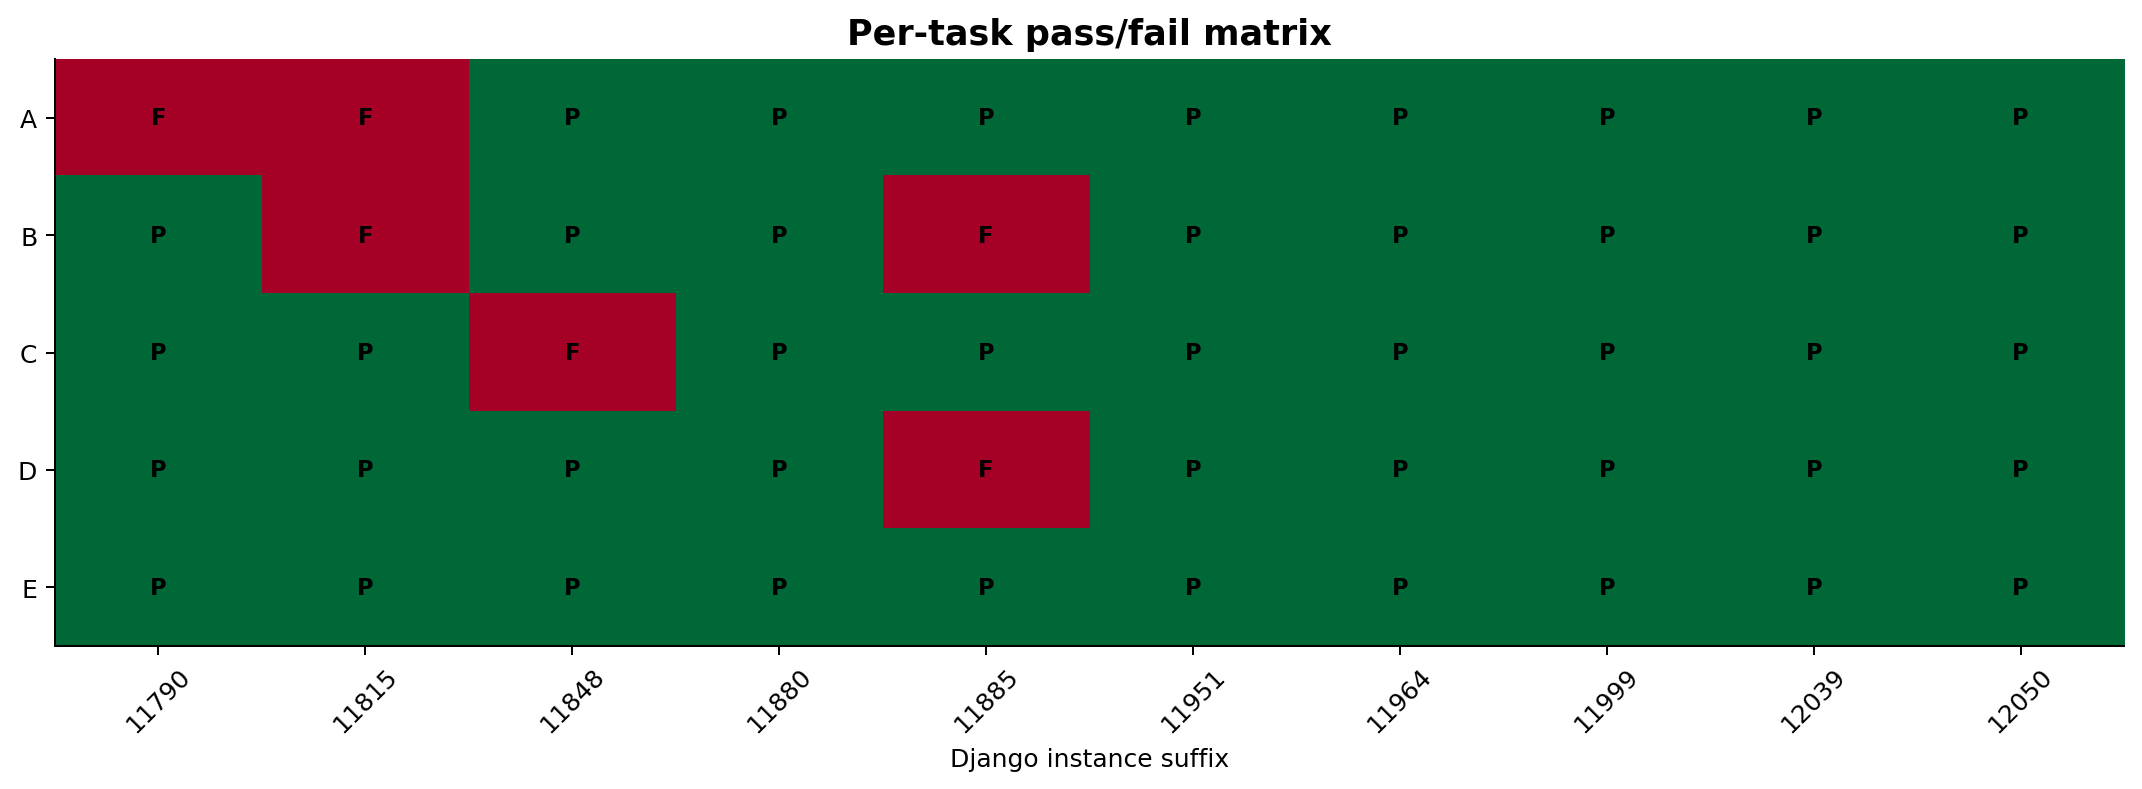 Per-task pass/fail matrix
A F F P P P P P P P P
B P F P P F P P P P P
C P P F P P P P P P P
D P P P P F P P P P P
E P P P P P P P P P P
11790 11815 11848 11880 11885 11951 11964 11999 12039 12050
Django instance suffix